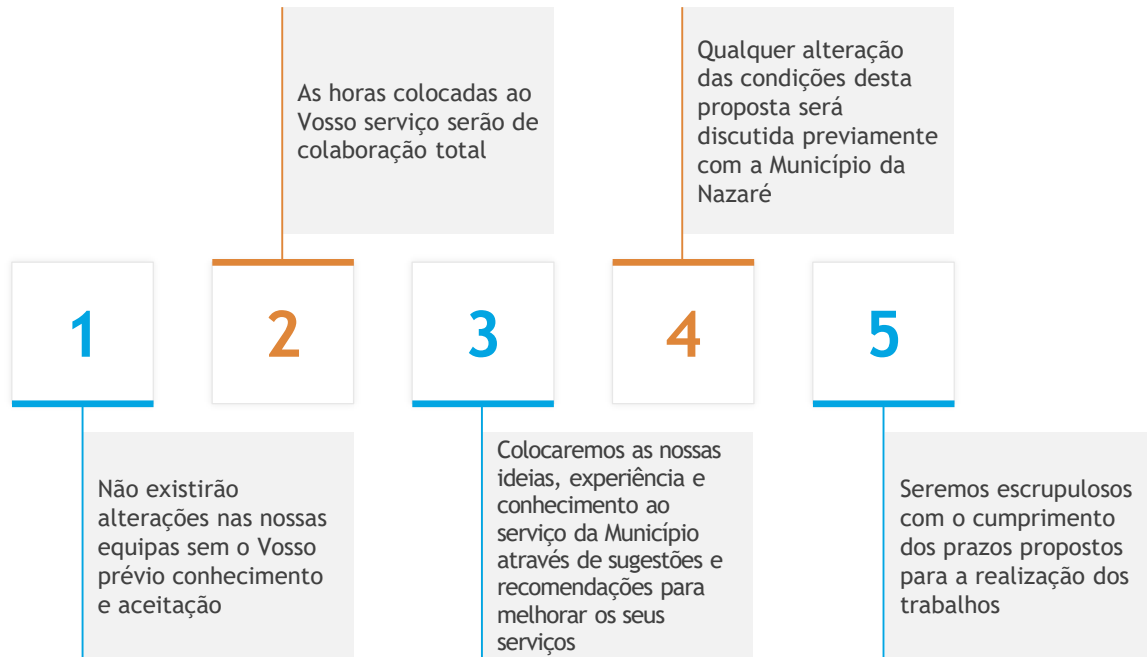 1
Não existirão
alterações nas nossas
equipas sem o Vosso
prévio conhecimento
e aceitação
2
As horas colocadas ao
Vosso serviço serão de
colaboração total
3
Colocaremos as nossas
ideias, experiência e
conhecimento ao
serviço da Município
através de sugestões e
recomendações para
melhorar os seus
serviços
4
Qualquer alteração
das condições desta
proposta será
discutida previamente
com a Município da
Nazaré
5
Seremos escrupulosos
com o cumprimento
dos prazos propostos
para a realização dos
trabalhos